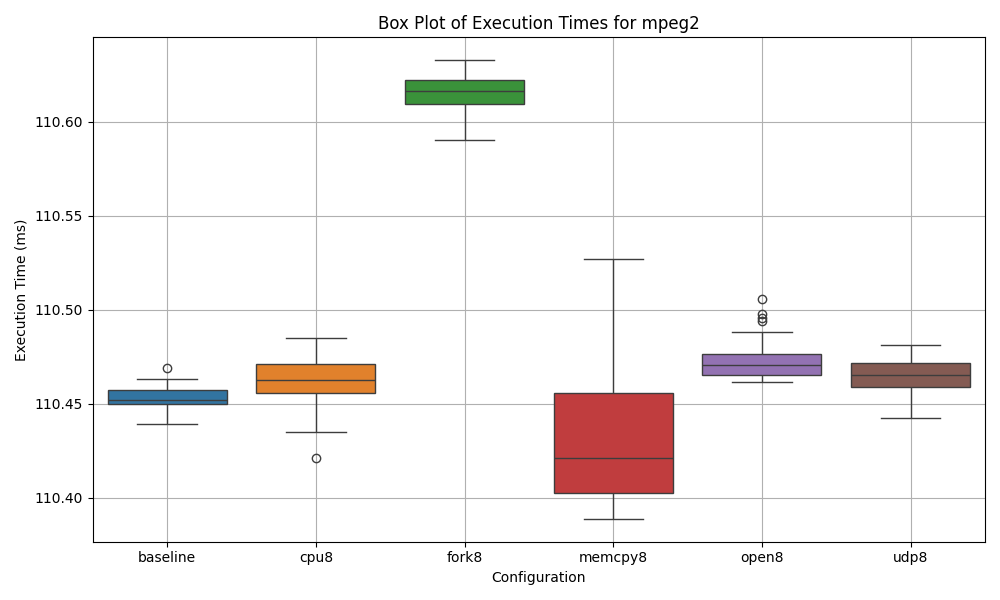 Box Plot of Execution Times for mpeg2
Execution Time (ms)
110.60
110.55
110.50
110.45
110.40
baseline cpu8 fork8 memcpy8 open8 udp8
Configuration